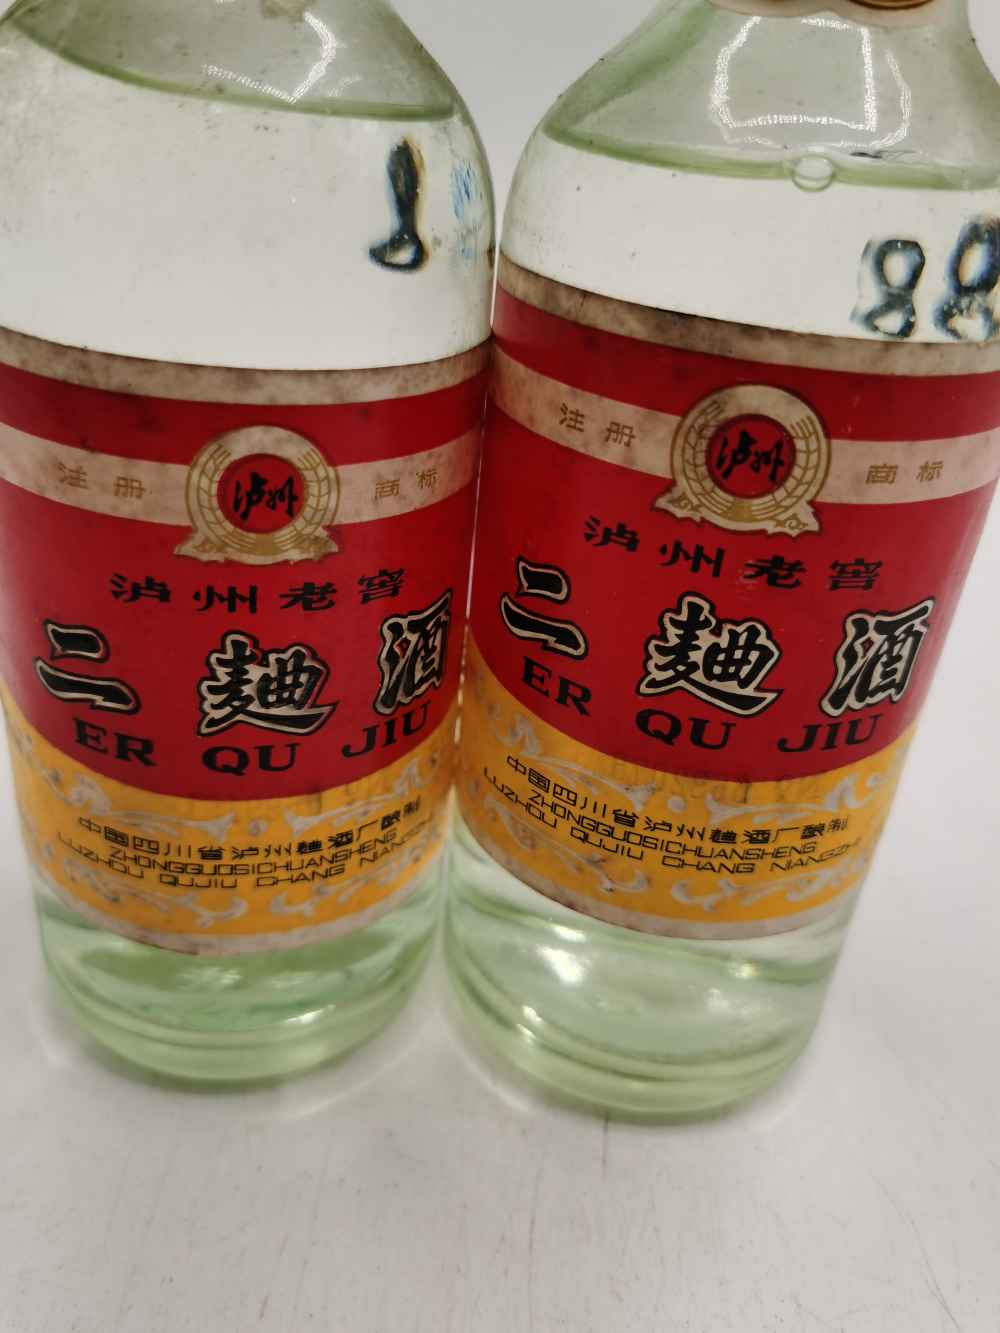 1
注册
泸州
商标
泸州老窖
二麯酒
ER QU JIU
中国四川省泸州麯酒厂酿制
ZHONGGUOSICHUANSHENG
LUZHOU QUJIU CHANG
88
注册
泸州
商标
泸州老窖
二麯酒
ER QU JIU
中国四川省泸州麯酒厂酿制
ZHONGGUOSICHUANSHENG
LUZHOU QUJIU CHANG NIANGZHI